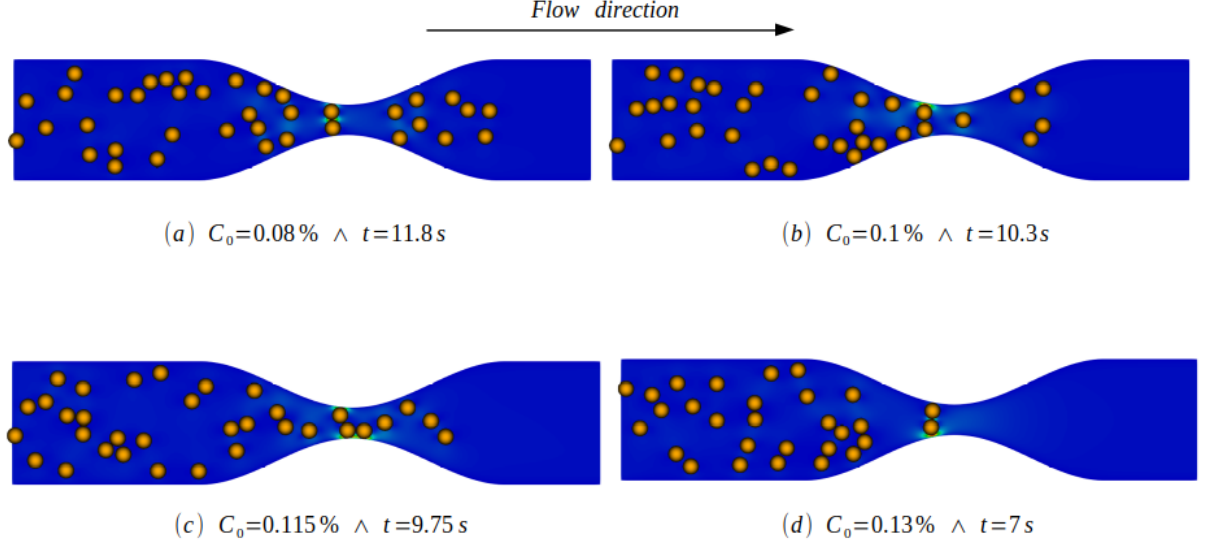 Flow direction
(a) C₀=0.08% ∧ t=11.8s
(b) C₀=0.1% ∧ t=10.3s
(c) C₀=0.115% ∧ t=9.75s
(d) C₀=0.13% ∧ t=7s